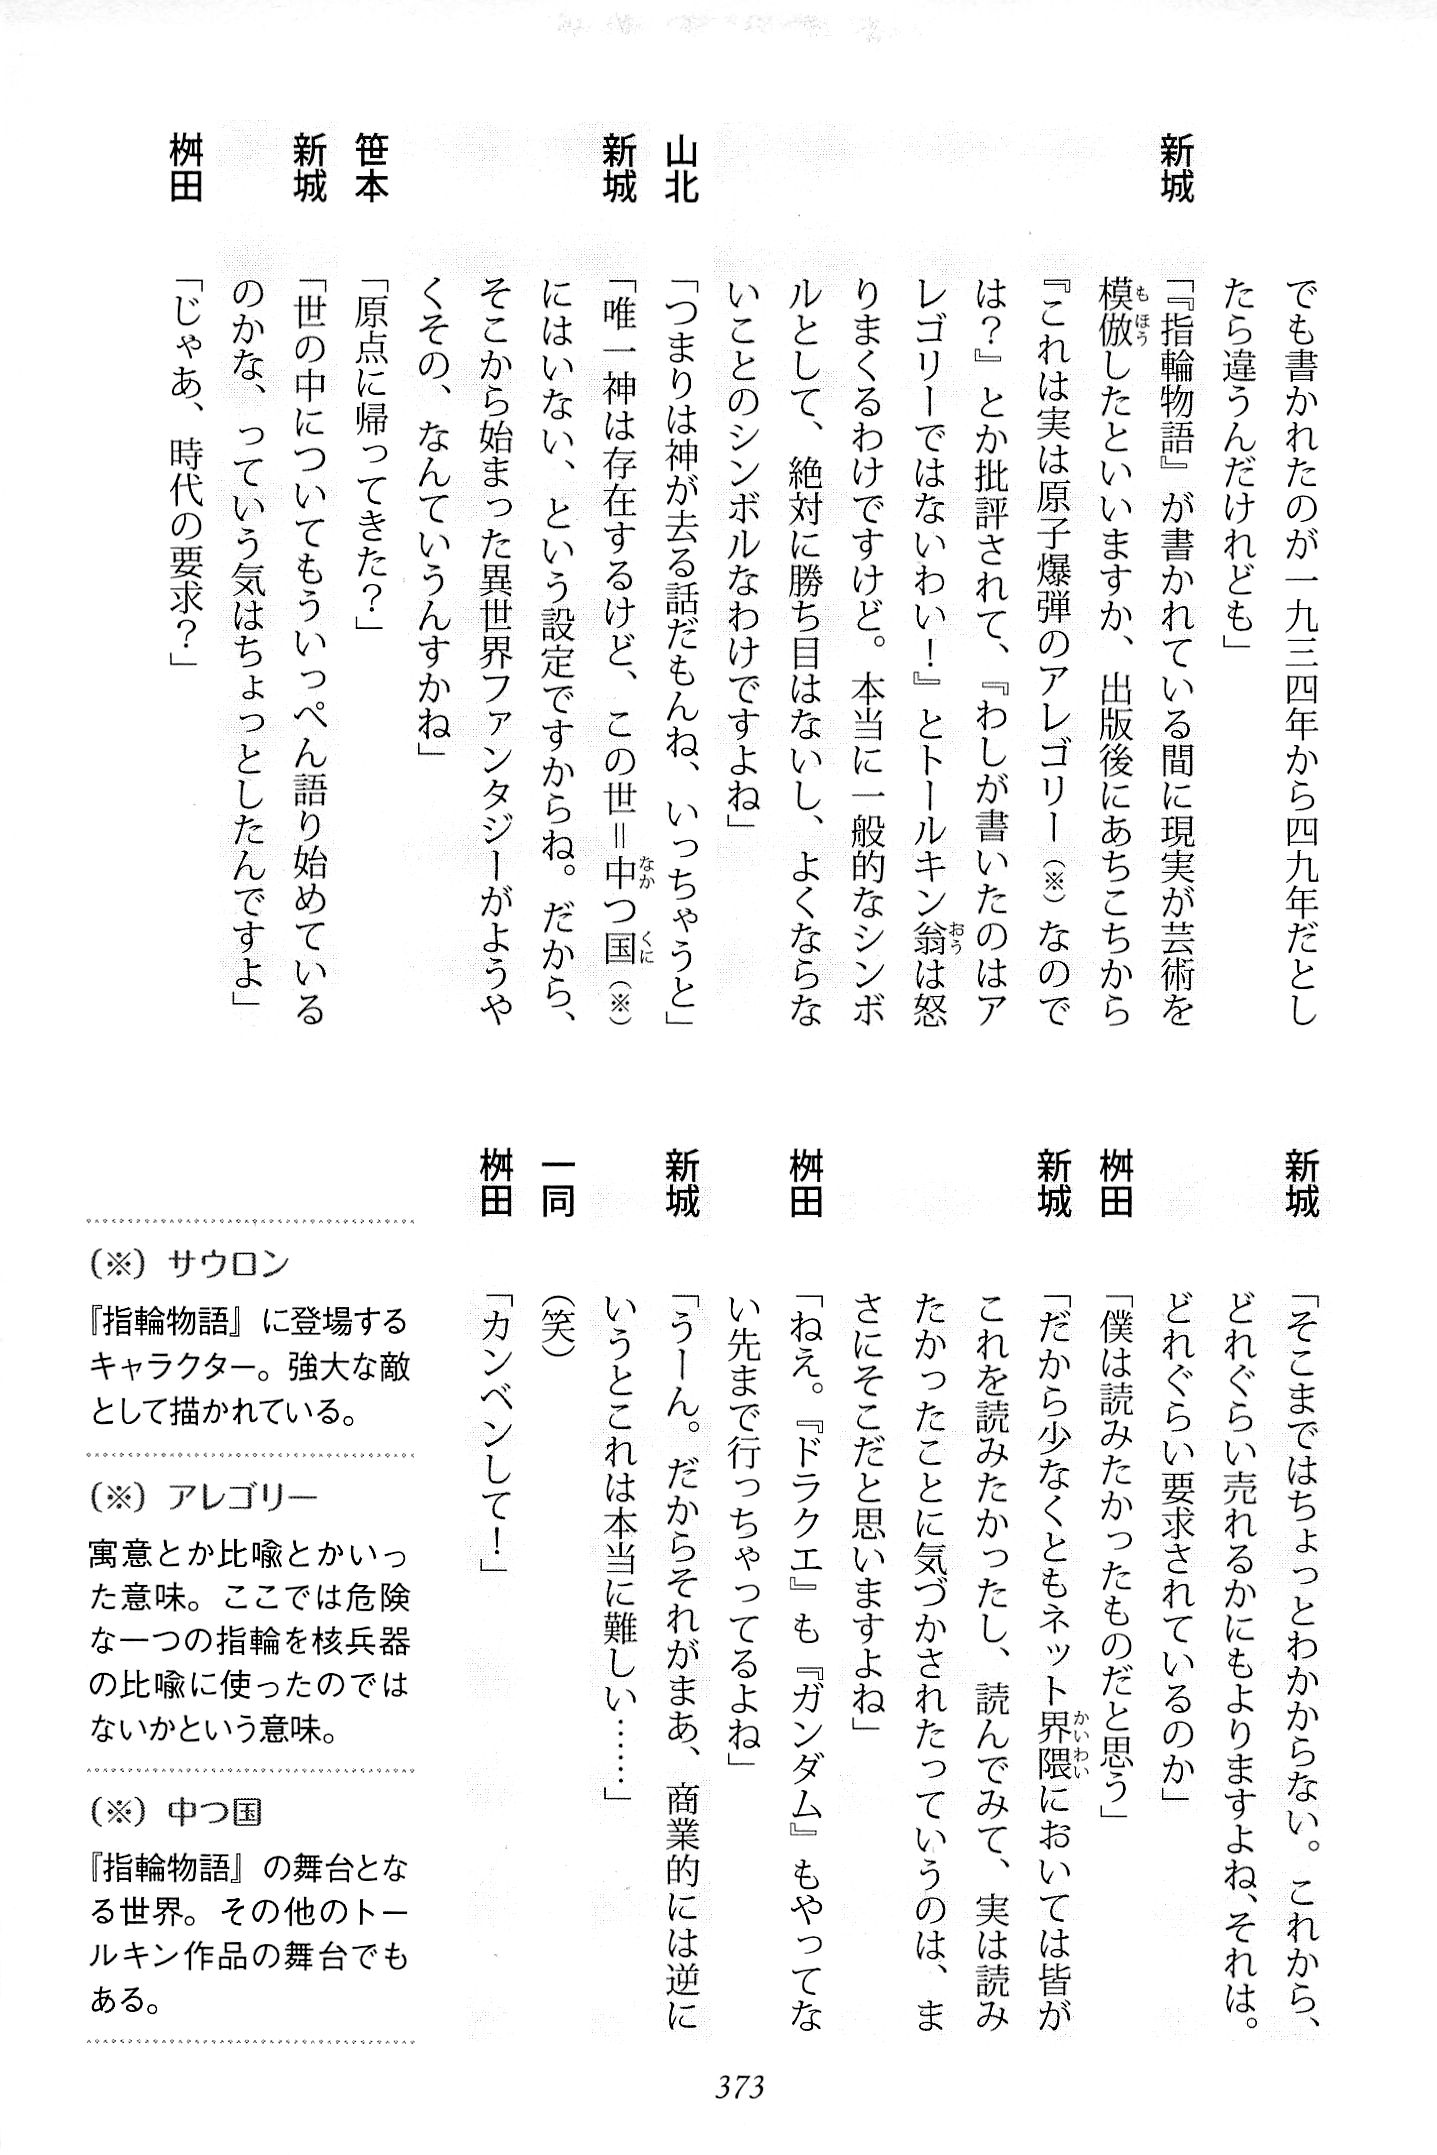 でも書かれたのが一九三四年から四九年だとし
たら違うんだけれども」
新城
「『指輪物語』が書かれている間に現実が芸術を
模倣したといいますか、出版後にあちこちから
『これは実は原子爆弾のアレゴリー（※）なので
は？』とか批評されて、『わしが書いたのはア
レゴリーではないわい！』とトールキン翁は怒
りまくるわけですけど。本当に一般的なシンボ
ルとして、絶対に勝ち目はないし、よくならな
いことのシンボルなわけですよね」
山北
「つまりは神が去る話だもんね、いっちゃうと」
新城
「唯一神は存在するけど、この世＝中つ国（※）
にはいない、という設定ですからね。だから、
そこから始まった異世界ファンタジーがようや
くその、なんていうんすかね」
笹本
「原点に帰ってきた？」
新城
「世の中についてもういっぺん語り始めている
のかな、っていう気はちょっとしたんですよ」
桝田
「じゃあ、時代の要求？」
新城
「そこまではちょっとわかからない。これから、
どれぐらい売れるかにもよりますよね、それは。
どれぐらい要求されているのか」
桝田
「僕は読みたかったものだと思う」
新城
「だから少なくともネット界隈においては皆が
これを読みたかったし、読んでみて、実は読み
たかったことに気づかされたっていうのは、ま
さにそこだと思いますよね」
桝田
「ねえ。『ドラクエ』も『ガンダム』もやってな
い先まで行っちゃってるよね」
新城
「うーん。だからそれがまあ、商業的には逆に
いうとこれは本当に難しい……」
一同
（笑）
桝田
「カンベンして！」
（※）サウロン
『指輪物語』に登場する
キャラクター。強大な敵
として描かれている。
（※）アレゴリー
寓意とか比喩とかいっ
た意味。ここでは危険
な一つの指輪を核兵器
の比喩に使ったのでは
ないかという意味。
（※）中つ国
『指輪物語』の舞台とな
る世界。その他のトー
ルキン作品の舞台でも
ある。
373